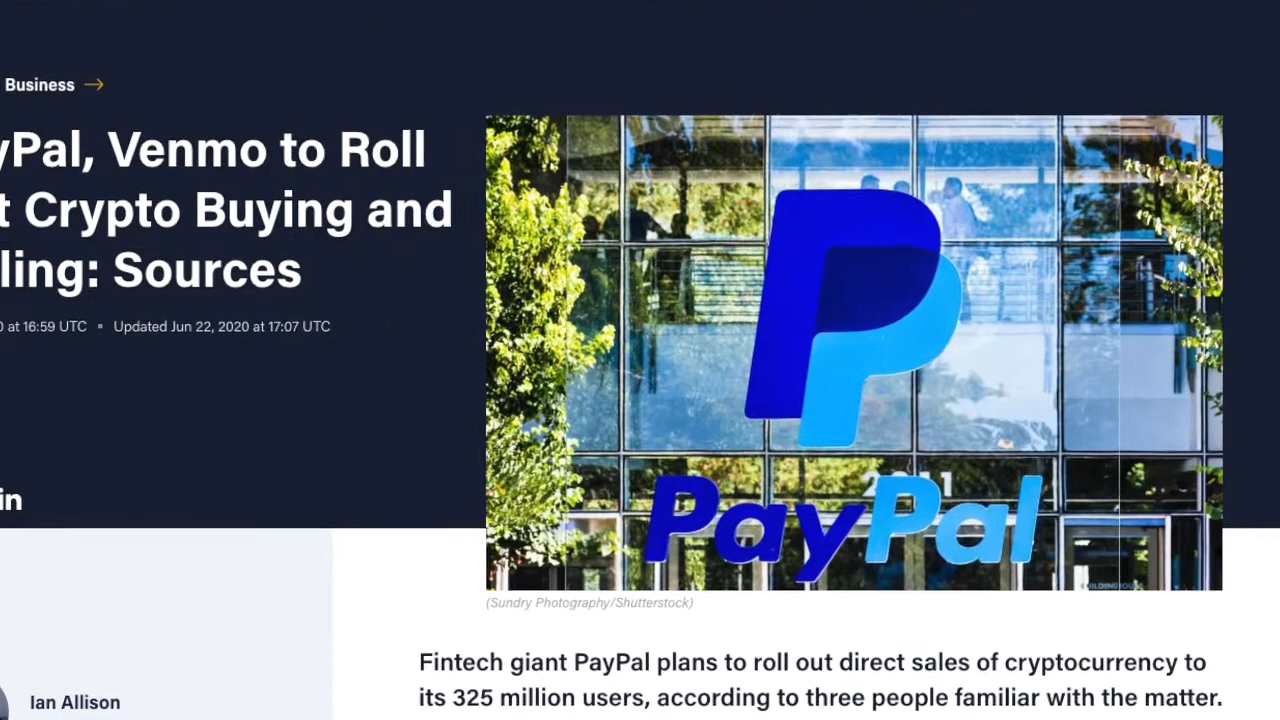 Business →
yPal, Venmo to Roll
t Crypto Buying and
ling: Sources
0 at 16:59 UTC ▪ Updated Jun 22, 2020 at 17:07 UTC
in
PayPal
(Sundry Photography/Shutterstock)
Fintech giant PayPal plans to roll out direct sales of cryptocurrency to
its 325 million users, according to three people familiar with the matter.
Ian Allison